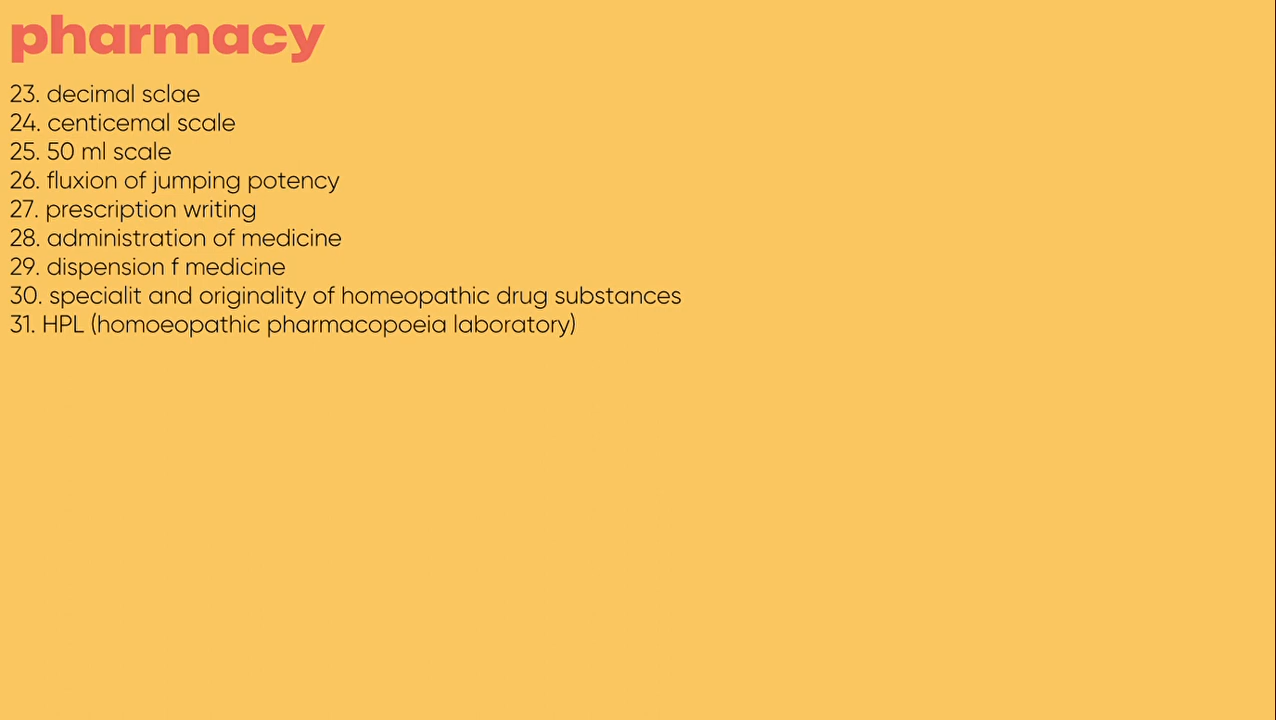 pharmacy
23. decimal sclae
24. centicemal scale
25. 50 ml scale
26. fluxion of jumping potency
27. prescription writing
28. administration of medicine
29. dispension f medicine
30. specialit and originality of homeopathic drug substances
31. HPL (homoeopathic pharmacopoeia laboratory)